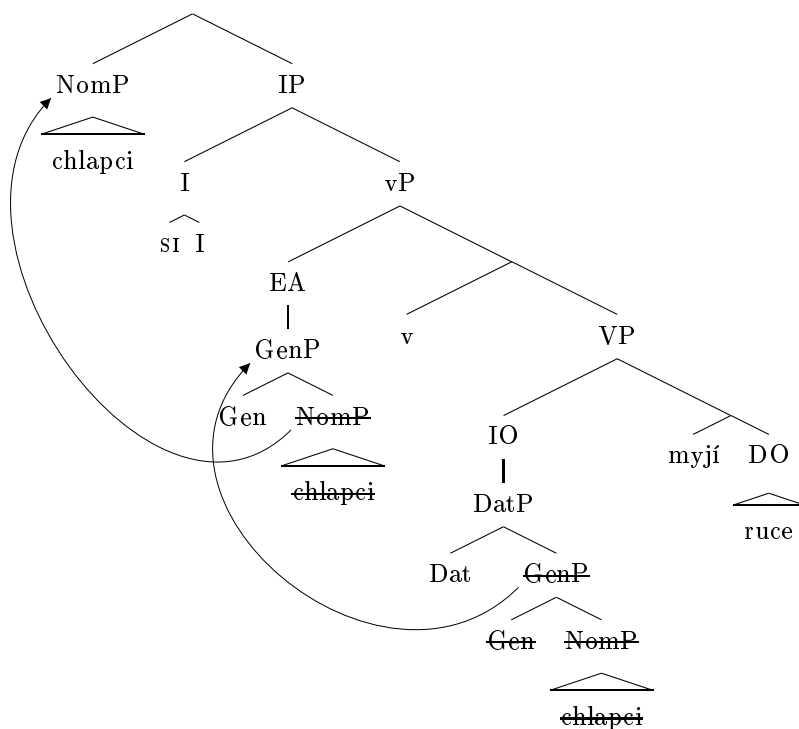 NomP IP
chlapci
I vP
SI I
EA
v VP
GenP
Gen NomP
IO
myjí DO
chlapci
DatP
ruce
Dat GenP
Gen NomP
chlapci